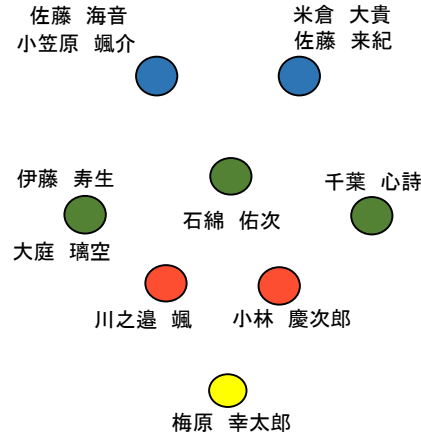 佐藤 海音
小笠原 颯介
米倉 大貴
佐藤 来紀
伊藤 寿生
石綿 佑次
千葉 心詩
大庭 璃空
川之邉 颯
小林 慶次郎
梅原 幸太郎